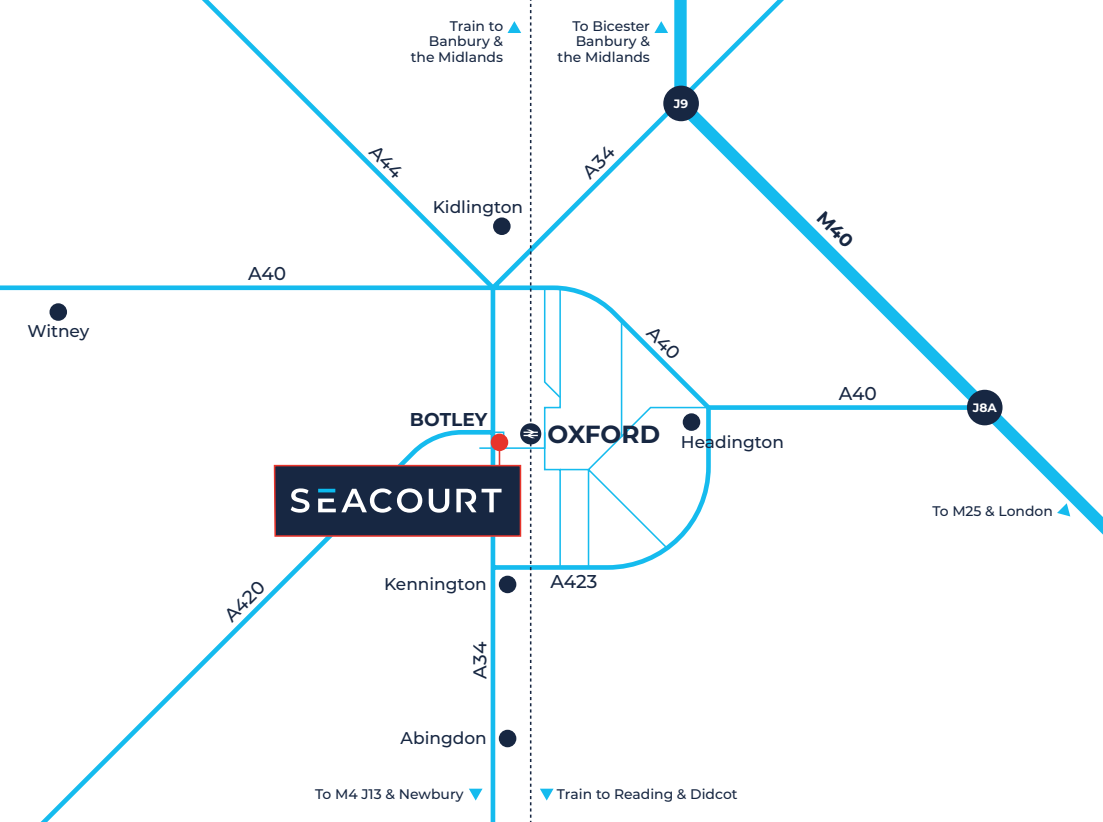 Train to
Banbury &
the Midlands
To Bicester
Banbury &
the Midlands
J9
A44
A34
Kidlington
M40
A40
Witney
A40
A40
J8A
BOTLEY
OXFORD
Headington
SEACOURT
To M25 & London
Kennington
A423
A420
A34
Abingdon
To M4 J13 & Newbury
Train to Reading & Didcot